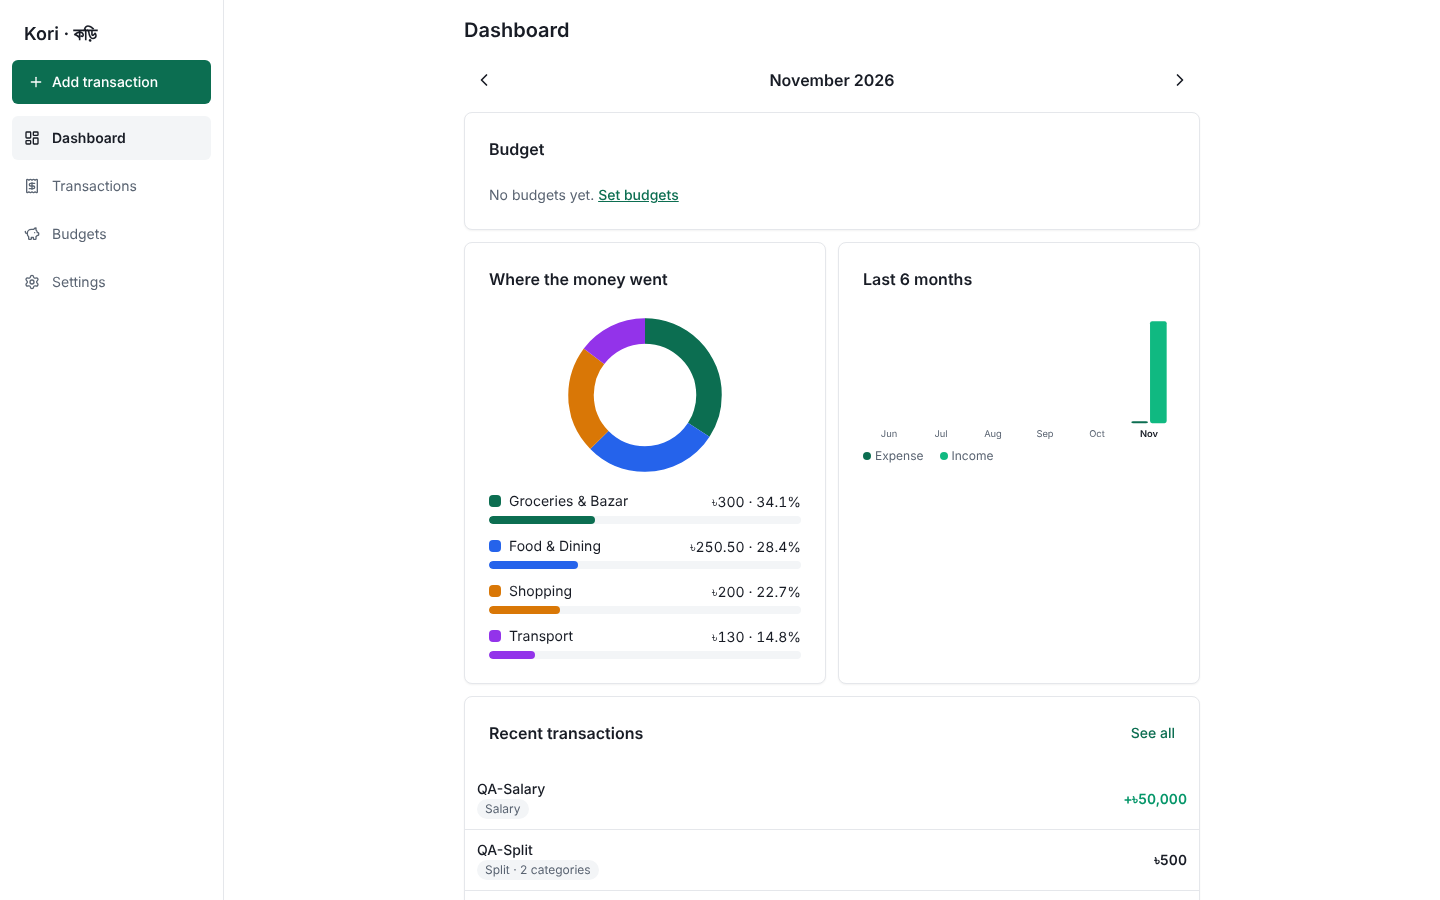 Kori · কড়ি
Add transaction
Dashboard
Transactions
Budgets
Settings
Dashboard
November 2026
Budget
No budgets yet. Set budgets
Where the money went
Groceries & Bazar ৳300 · 34.1%
Food & Dining ৳250.50 · 28.4%
Shopping ৳200 · 22.7%
Transport ৳130 · 14.8%
Last 6 months
Jun Jul Aug Sep Oct Nov
Expense Income
Recent transactions See all
QA-Salary
Salary
+৳50,000
QA-Split
Split · 2 categories
৳500